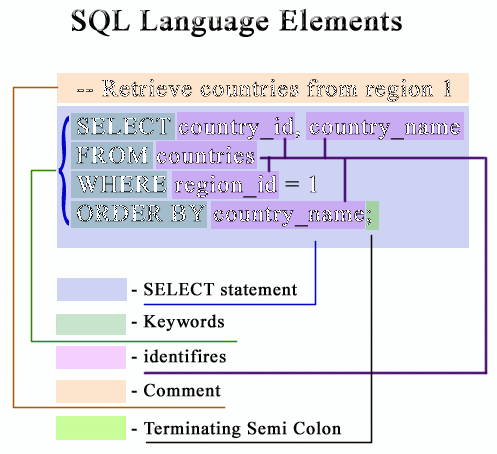 SQL Language Elements
-- Retrieve countries from region 1
SELECT country_id, country_name
FROM countries
WHERE region_id = 1
ORDER BY country_name;
- SELECT statement
- Keywords
- identifires
- Comment
- Terminating Semi Colon